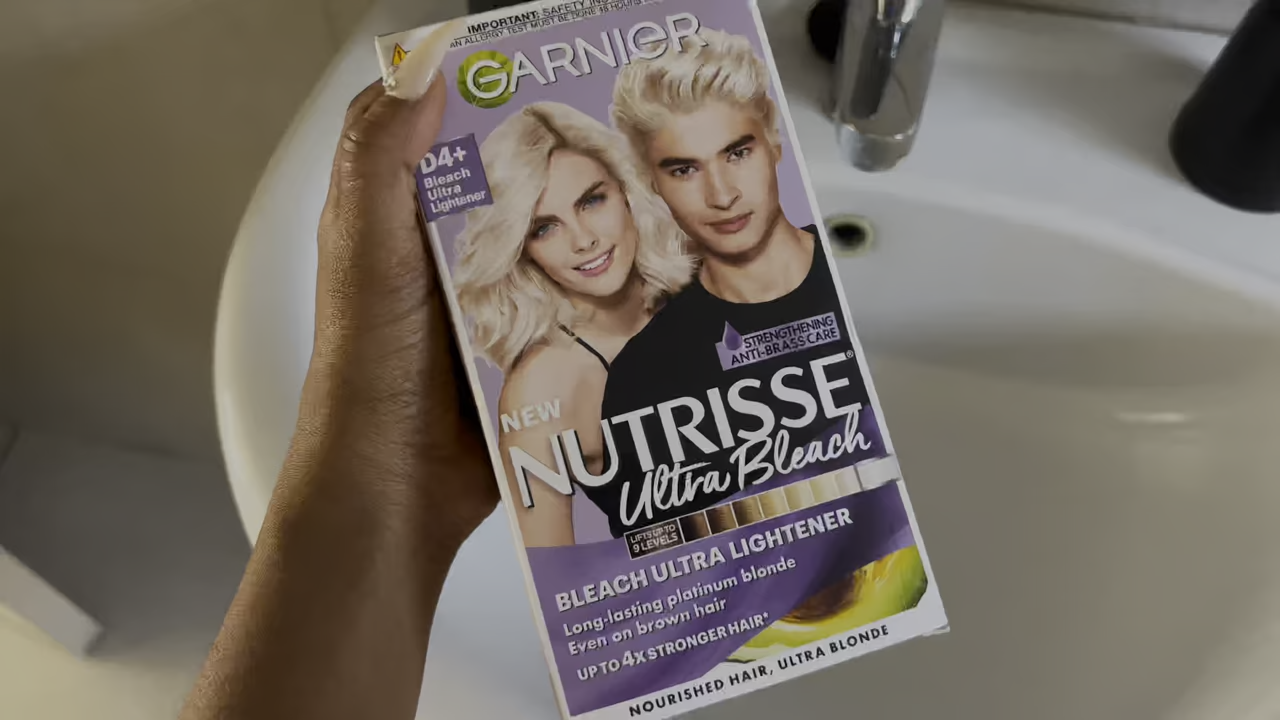 IMPORTANT: SAFETY INS
AN ALLERGY TEST MUST BE DONE 48 HOURS
GARNIER
D4+
Bleach
Ultra
Lightener
STRENGTHENING
ANTI-BRASS CARE
NEW
NUTRISSE®
Ultra Bleach
LIFTS UP TO
9 LEVELS
BLEACH ULTRA LIGHTENER
Long-lasting platinum blonde
Even on brown hair
UP TO 4X STRONGER HAIR*
NOURISHED HAIR, ULTRA BLONDE